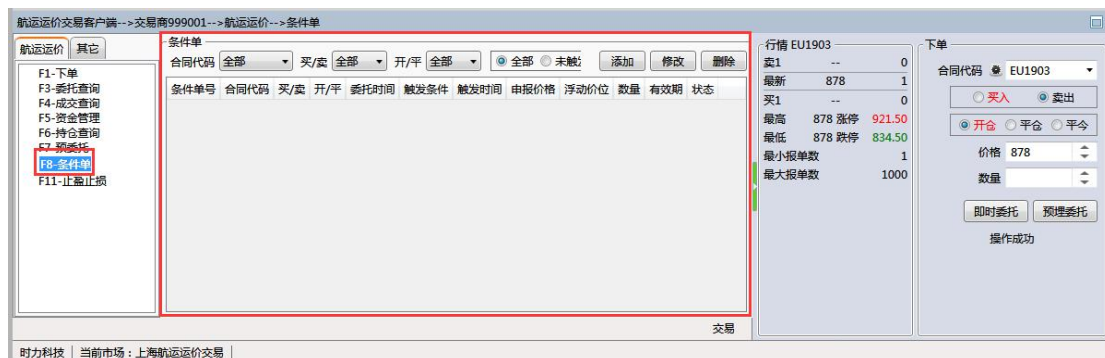 航运运价交易客户端-->交易商999001-->航运运价-->条件单
航运运价 其它
F1-下单
F3-委托查询
F4-成交查询
F5-资金管理
F6-持仓查询
F7-预委托
F8-条件单
F11-止盈止损
条件单
合同代码 全部 买/卖 全部 开/平 全部 全部 未触 添加 修改 删除
条件单号 合同代码 买/卖 开/平 委托时间 触发条件 触发时间 申报价格 浮动价位 数量 有效期 状态
交易
行情 EU1903
卖1 -- 0
最新 878 1
买1 -- 0
最高 878 涨停 921.50
最低 878 跌停 834.50
最小报单数 1
最大报单数 1000
下单
合同代码 EU1903
买入 卖出
开仓 平仓 平今
价格 878
数量
即时委托 预埋委托
操作成功
时力科技 当前市场：上海航运运价交易